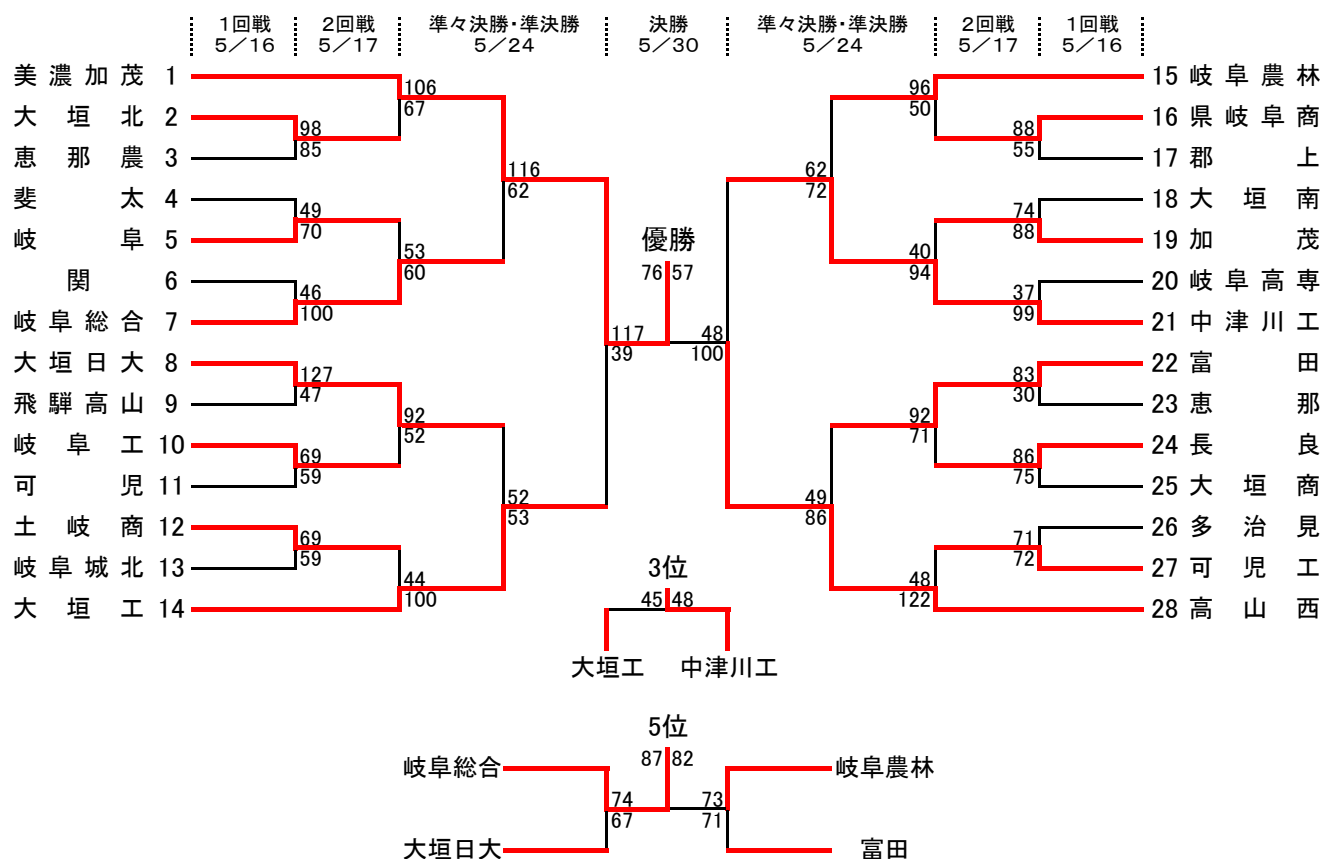 1回戦 2回戦 準々決勝・準決勝 決勝 準々決勝・準決勝 2回戦 1回戦
5／16 5／17 5／24 5／30 5／24 5／17 5／16
美濃加茂 1 106 96 15 岐阜農林
67 50
大垣北 2 98 88 16 県岐阜商
恵那農 3 85 55 17 郡上
116 62
62 72
斐太 4 49 74 18 大垣南
岐阜 5 70 88 19 加茂
優勝
53 40
60 76 57 94
関 6 46 37 20 岐阜高専
岐阜総合 7 100 99 21 中津川工
117 48
39 100
大垣日大 8 127 83 22 富田
飛騨高山 9 47 30 23 恵那
92 92
52 71
岐阜工 10 69 86 24 長良
可児 11 59 75 25 大垣商
52 49
53 86
土岐商 12 69 71 26 多治見
岐阜城北 13 59 72 27 可児工
3位
44 48
100 45 48 122
大垣工 14 28 高山西
大垣工 中津川工
5位
岐阜総合 87 82 岐阜農林
74 73
67 71
大垣日大 富田